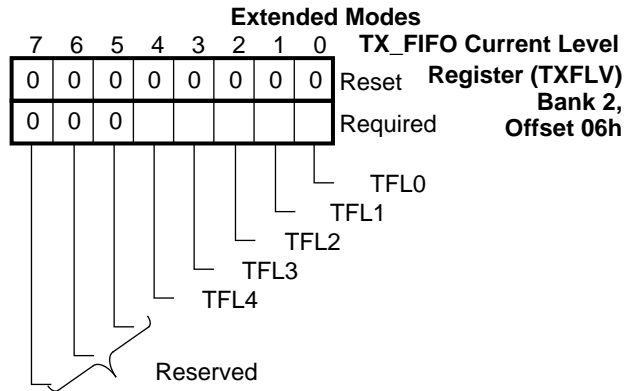 Extended Modes
7 6 5 4 3 2 1 0 TX_FIFO Current Level
0 0 0 0 0 0 0 0 Reset Register (TXFLV)
Bank 2,
0 0 0 Required Offset 06h
TFL0
TFL1
TFL2
TFL3
TFL4
Reserved